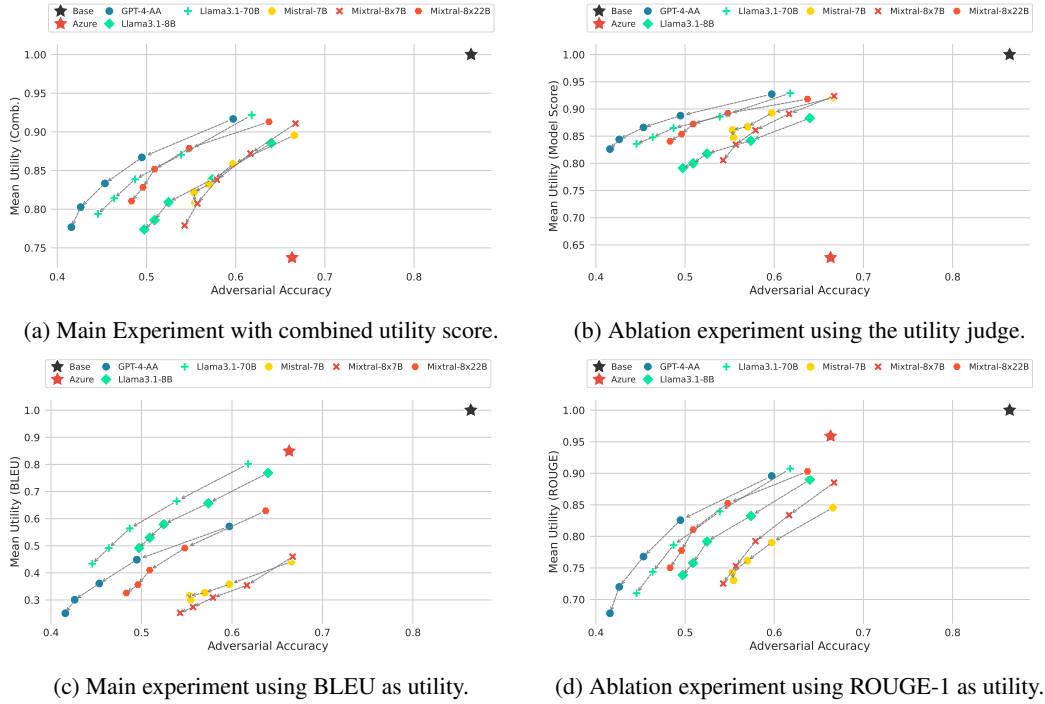 Base GPT-4-AA Llama3.1-70B Mistral-7B Mixtral-8x7B Mixtral-8x22B
Azure Llama3.1-8B
1.00
0.95
0.90
0.85
0.80
0.75
Mean Utility (Comb.)
0.4 0.5 0.6 0.7 0.8
Adversarial Accuracy
(a) Main Experiment with combined utility score.
Base GPT-4-AA Llama3.1-70B Mistral-7B Mixtral-8x7B Mixtral-8x22B
Azure Llama3.1-8B
1.00
0.95
0.90
0.85
0.80
0.75
0.70
0.65
Mean Utility (Model Score)
0.4 0.5 0.6 0.7 0.8
Adversarial Accuracy
(b) Ablation experiment using the utility judge.
Base GPT-4-AA Llama3.1-70B Mistral-7B Mixtral-8x7B Mixtral-8x22B
Azure Llama3.1-8B
1.0
0.9
0.8
0.7
0.6
0.5
0.4
0.3
Mean Utility (BLEU)
0.4 0.5 0.6 0.7 0.8
Adversarial Accuracy
(c) Main experiment using BLEU as utility.
Base GPT-4-AA Llama3.1-70B Mistral-7B Mixtral-8x7B Mixtral-8x22B
Azure Llama3.1-8B
1.00
0.95
0.90
0.85
0.80
0.75
0.70
Mean Utility (ROUGE)
0.4 0.5 0.6 0.7 0.8
Adversarial Accuracy
(d) Ablation experiment using ROUGE-1 as utility.